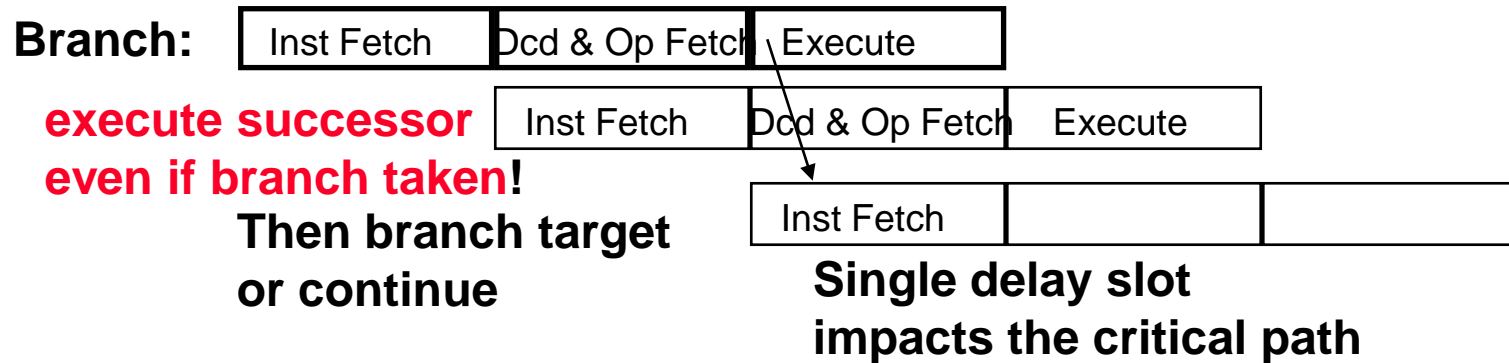 Branch: Inst Fetch Dcd & Op Fetch Execute
execute successor Inst Fetch Dcd & Op Fetch Execute
even if branch taken!
Inst Fetch
Then branch target
or continue
Single delay slot
impacts the critical path